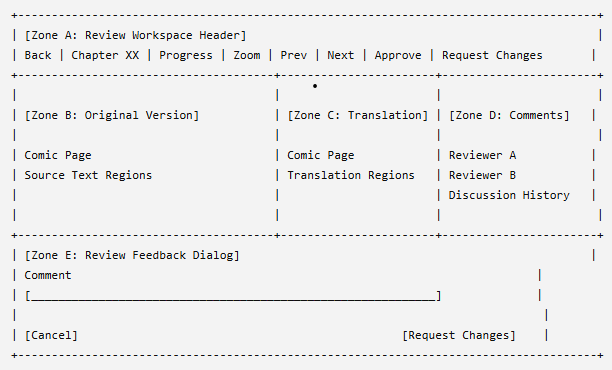 [Zone A: Review Workspace Header]
Back | Chapter XX | Progress | Zoom | Prev | Next | Approve | Request Changes
[Zone B: Original Version] | [Zone C: Translation] | [Zone D: Comments]
Comic Page | Comic Page | Reviewer A
Source Text Regions | Translation Regions | Reviewer B
Discussion History
[Zone E: Review Feedback Dialog]
Comment
[____________________________________________________________]
[Cancel] [Request Changes]